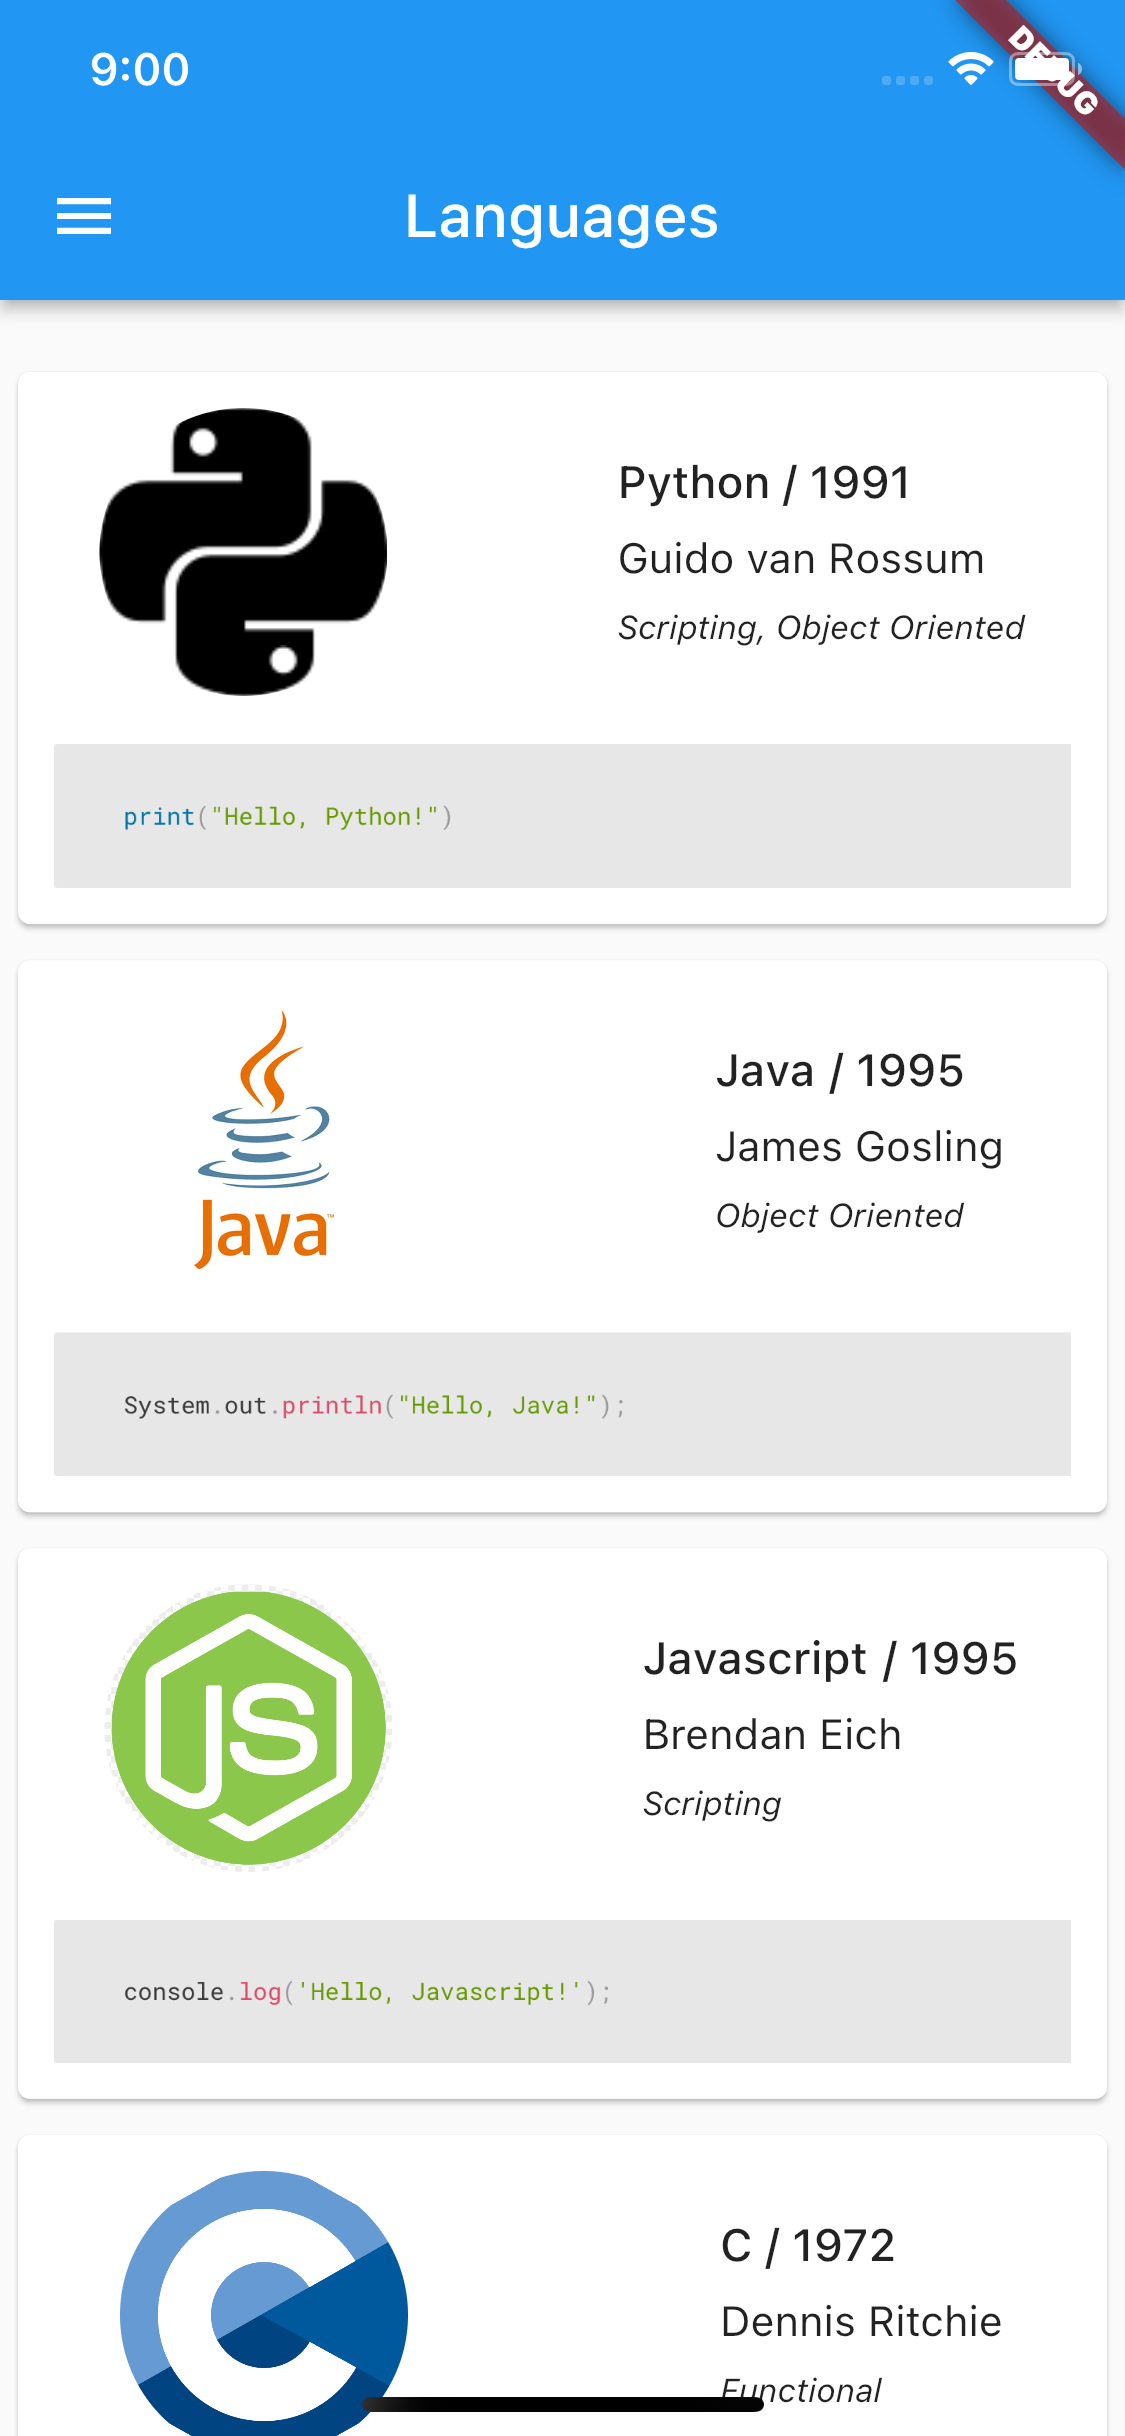 9:00
DEBUG
Languages
Python / 1991
Guido van Rossum
Scripting, Object Oriented
print("Hello, Python!")
Java™
Java / 1995
James Gosling
Object Oriented
System.out.println("Hello, Java!");
JS
Javascript / 1995
Brendan Eich
Scripting
console.log('Hello, Javascript!');
C
C / 1972
Dennis Ritchie
Functional